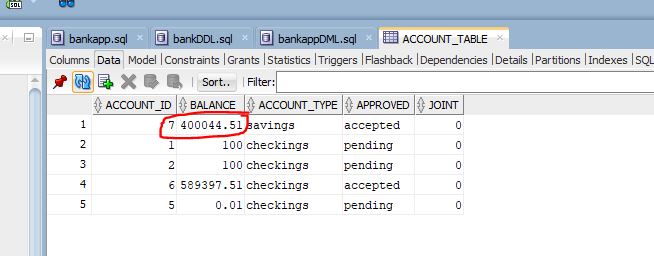 SQL
bankapp.sql bankDDL.sql bankappDML.sql ACCOUNT_TABLE
Columns Data Model Constraints Grants Statistics Triggers Flashback Dependencies Details Partitions Indexes SQL
Sort.. Filter:
ACCOUNT_ID BALANCE ACCOUNT_TYPE APPROVED JOINT
1 7 400044.51 savings accepted 0
2 1 100 checkings pending 0
3 2 100 checkings pending 0
4 6 589397.51 checkings accepted 0
5 5 0.01 checkings pending 0